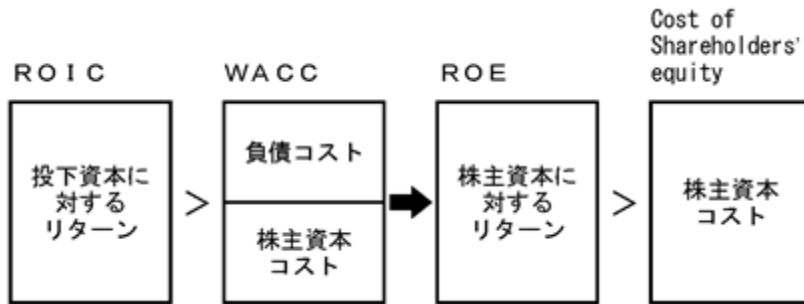 ROIC
WACC
ROE
Cost of
Shareholders'
equity
投下資本に
対する
リターン
>
負債コスト
株主資本
コスト
株主資本に
対する
リターン
>
株主資本
コスト